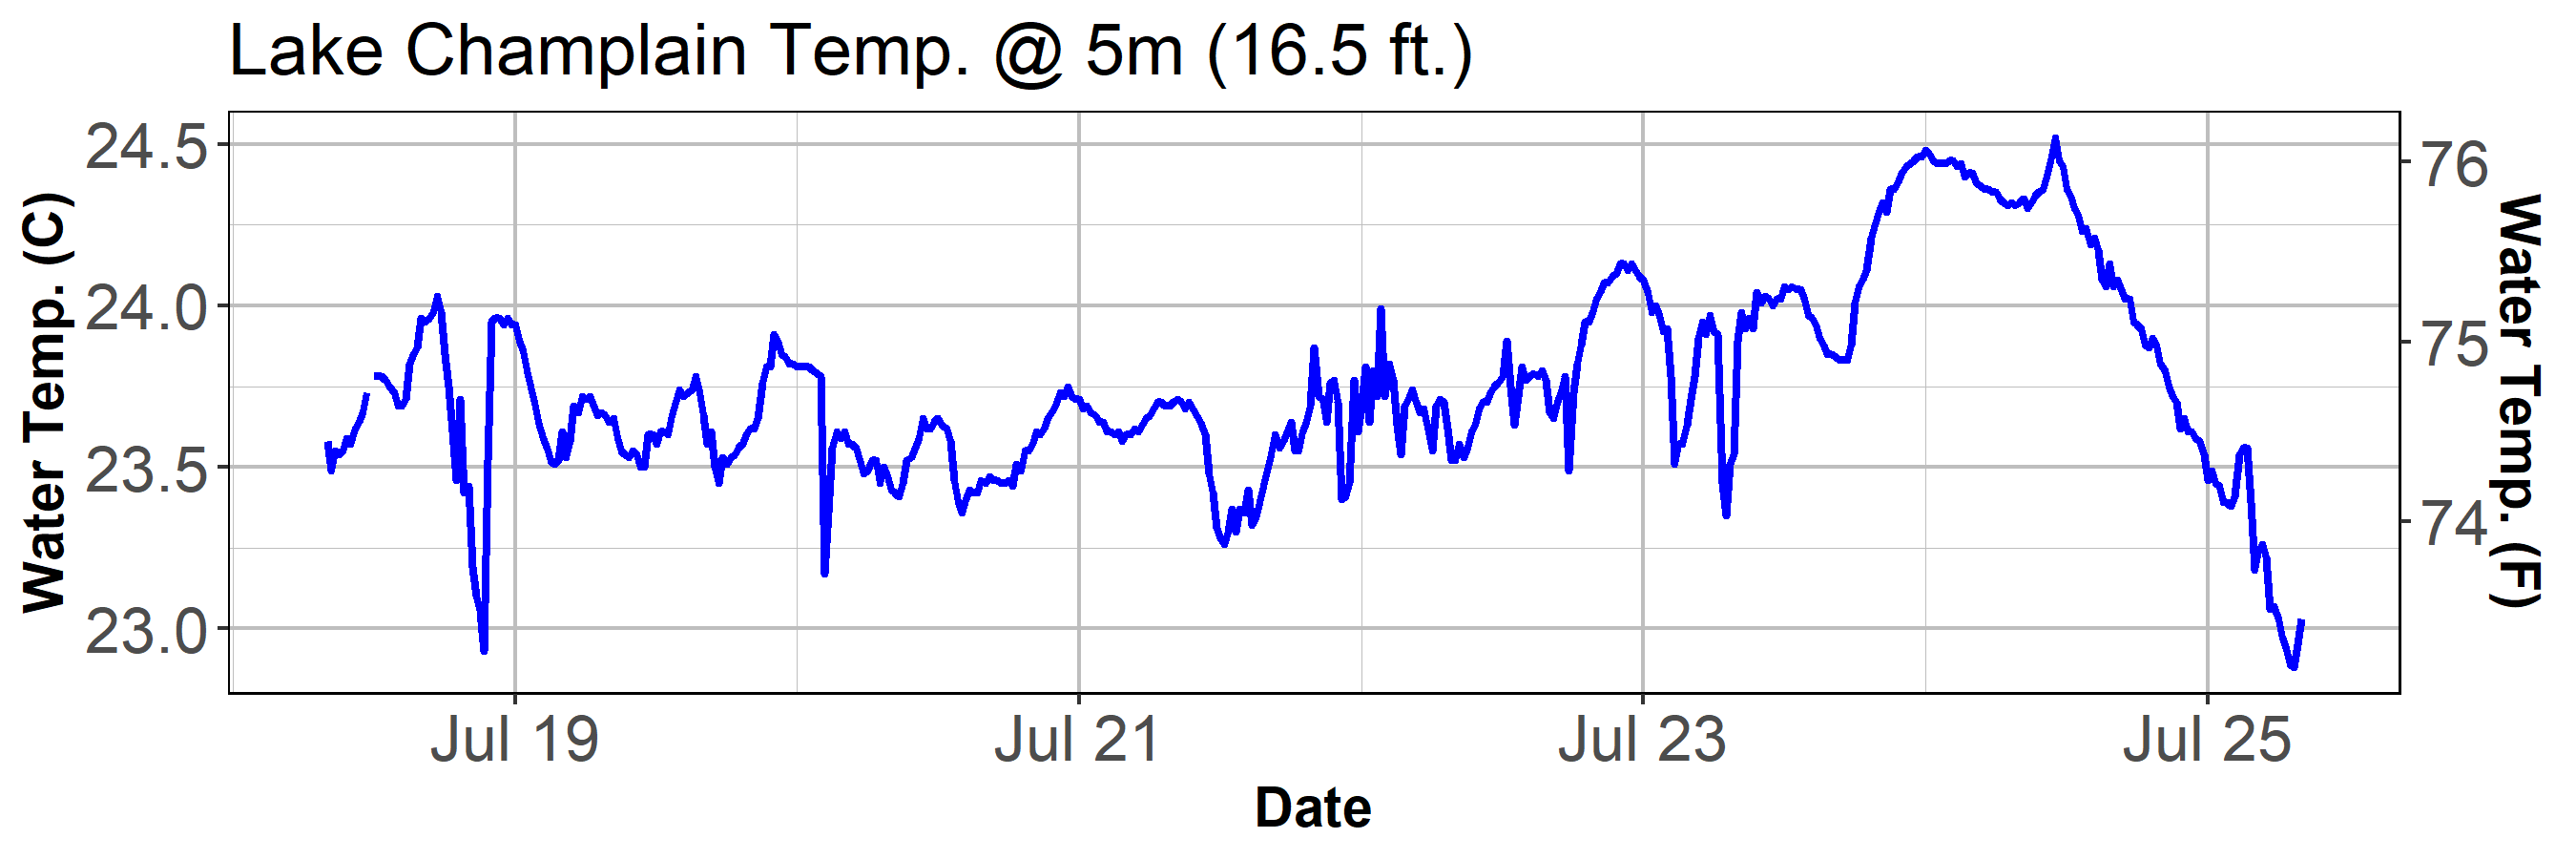 Lake Champlain Temp. @ 5m (16.5 ft.)
Water Temp. (C)
24.5
24.0
23.5
23.0
76
75
74
Water Temp. (F)
Jul 19 Jul 21 Jul 23 Jul 25
Date